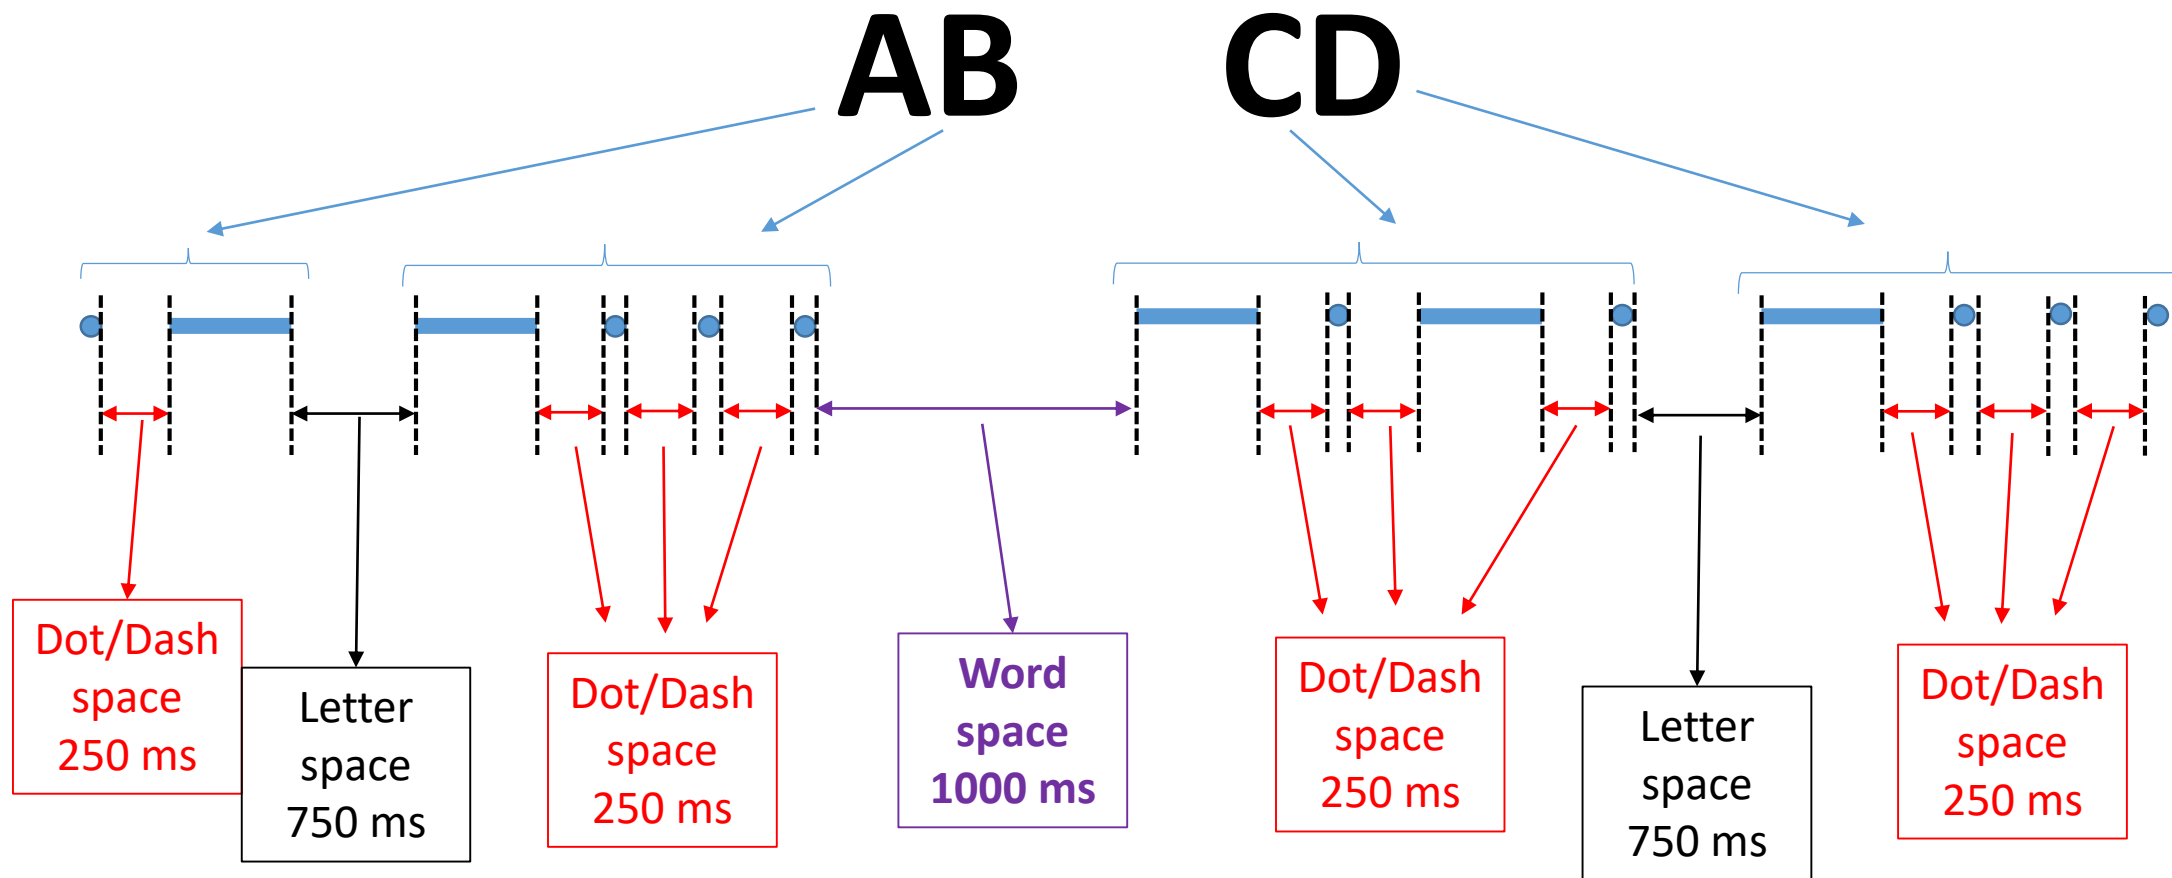 AB CD
Dot/Dash
space
250 ms
Letter
space
750 ms
Dot/Dash
space
250 ms
Word
space
1000 ms
Dot/Dash
space
250 ms
Letter
space
750 ms
Dot/Dash
space
250 ms